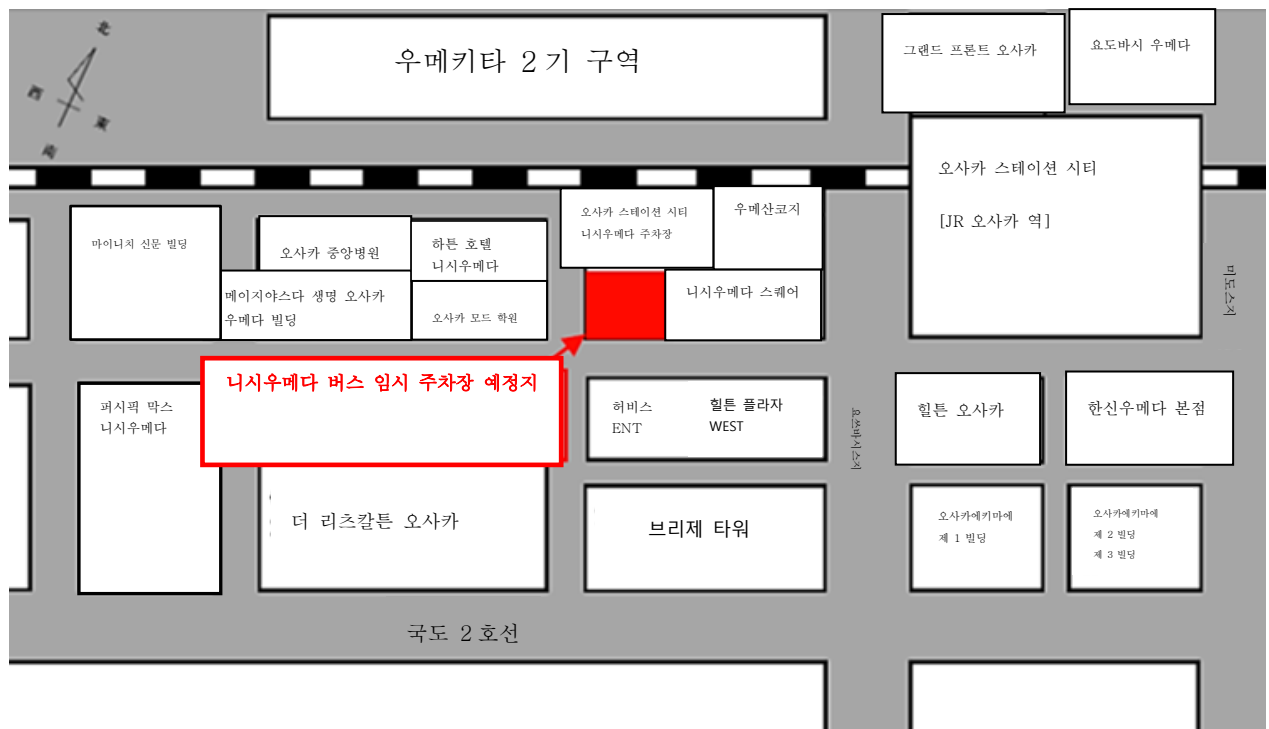 北
西
東
南
우메키타 2기 구역
그랜드 프론트 오사카
요도바시 우메다
오사카 스테이션 시티
[JR 오사카 역]
미도스지
마이니치 신문 빌딩
오사카 중앙병원
하튼 호텔
니시우메다
메이지야스다 생명 오사카
우메다 빌딩
오사카 모드 학원
오사카 스테이션 시티
니시우메다 주차장
우메산코지
니시우메다 스퀘어
니시우메다 버스 임시 주차장 예정지
퍼시픽 막스
니시우메다
허비스
ENT
힐튼 플라자
WEST
요쓰바시스지
힐튼 오사카
한신우메다 본점
더 리츠칼튼 오사카
브리제 타워
오사카에키마에
제 1 빌딩
오사카에키마에
제 2 빌딩
제 3 빌딩
국도 2호선